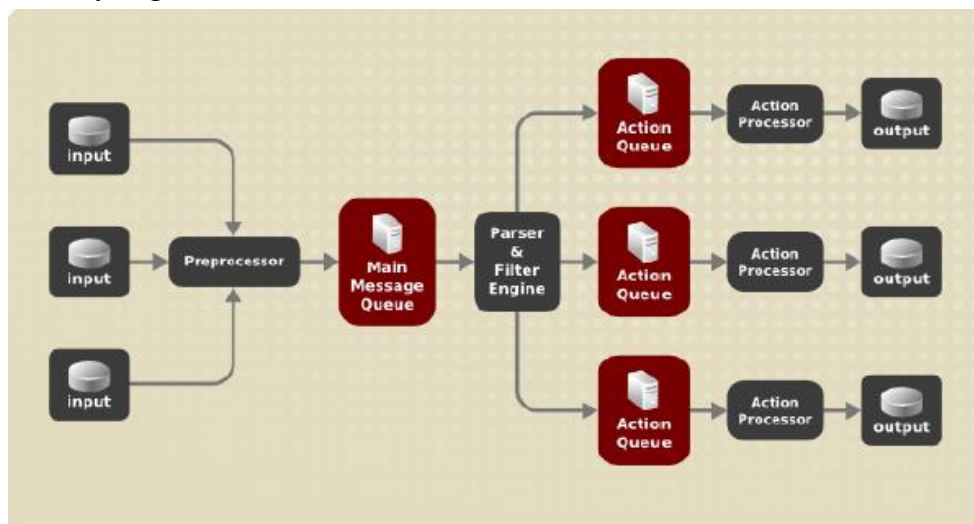 input
input
input
Preprocessor
Main
Message
Queue
Parser
&
Filter
Engine
Action
Queue
Action
Processor
output
Action
Queue
Action
Processor
output
Action
Queue
Action
Processor
output